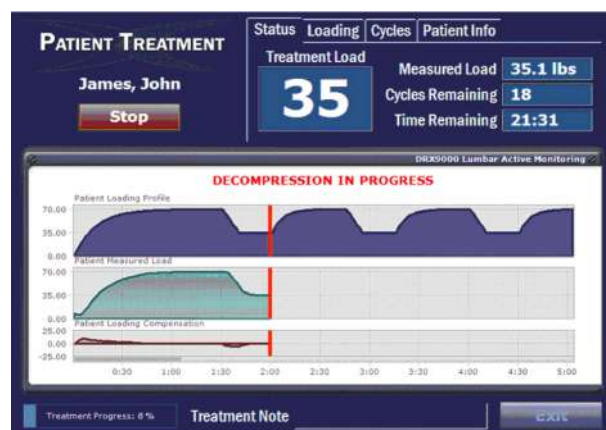 PATIENT TREATMENT
James, John
Stop
Status Loading Cycles Patient Info
Treatment Load
35
Measured Load 35.1 lbs
Cycles Remaining 18
Time Remaining 21:31
DRX9000 Lumbar Active Monitoring
DECOMPRESSION IN PROGRESS
Patient Loading Profile
70.00
35.00
0.00
Patient Measured Load
70.00
35.00
0.00
Patient Loading Compensation
25.00
0.00
-25.00
0:30 1:00 1:30 2:00 2:30 3:00 3:30 4:00 4:30 5:00
Treatment Progress: 8 %
Treatment Note
Exit